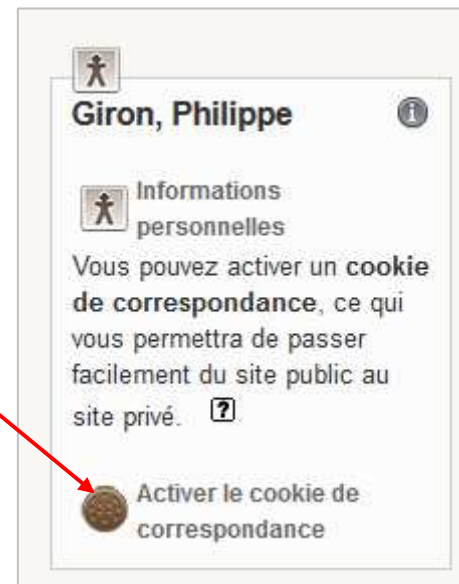 Giron, Philippe
Informations
personnelles
Vous pouvez activer un cookie
de correspondance, ce qui
vous permettra de passer
facilement du site public au
site privé. ?
Activer le cookie de
correspondance